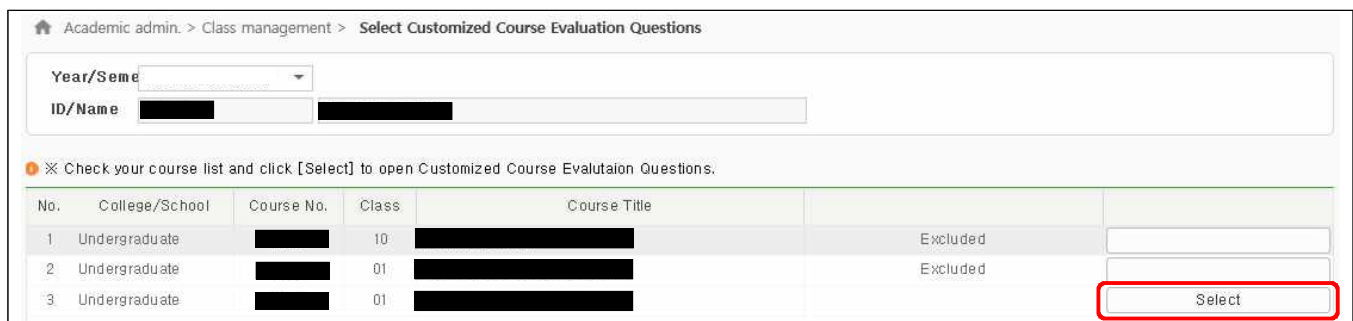 Academic admin. > Class management > Select Customized Course Evaluation Questions
Year/Seme
ID/Name
※ Check your course list and click [Select] to open Customized Course Evalutaion Questions.
No. College/School Course No. Class Course Title
1 Undergraduate 10 Excluded
2 Undergraduate 01 Excluded
3 Undergraduate 01 Select